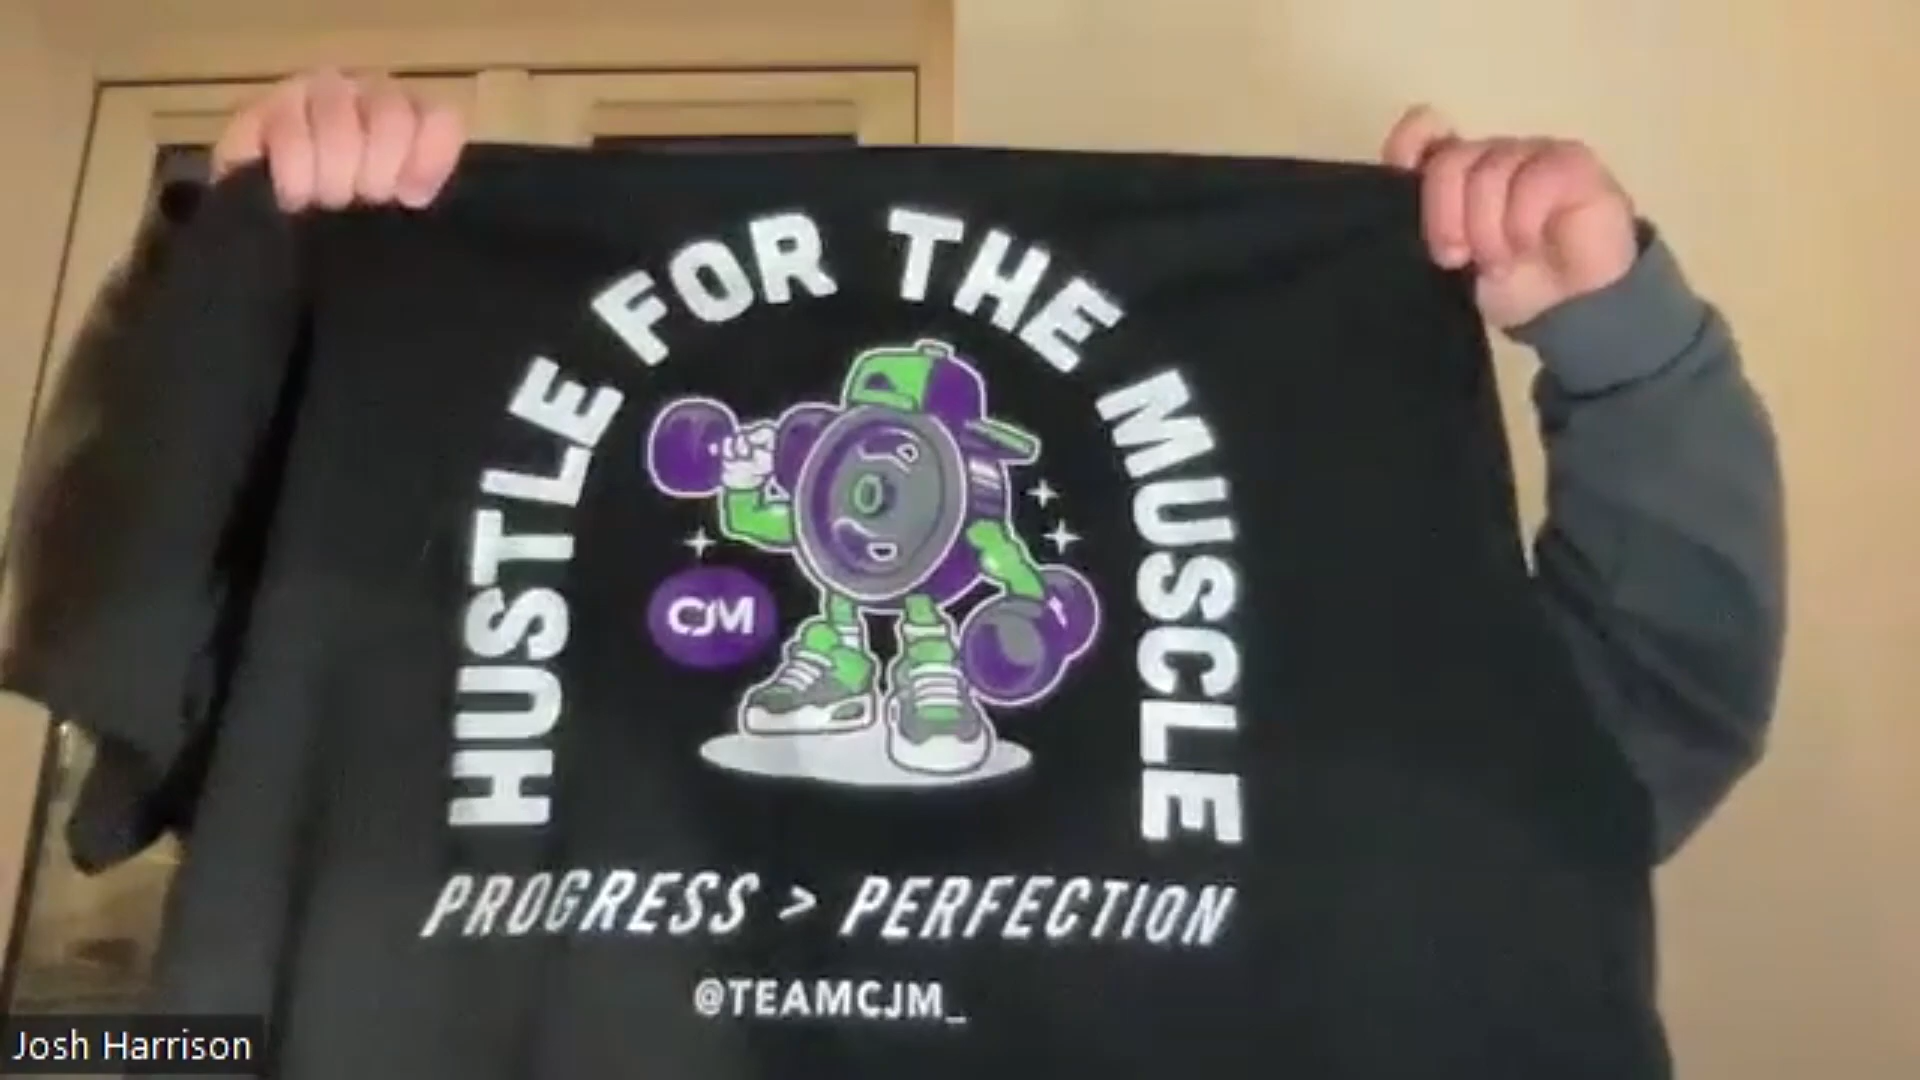 HUSTLE FOR THE MUSCLE
CJM
PROGRESS > PERFECTION
@TEAMCJM_
Josh Harrison